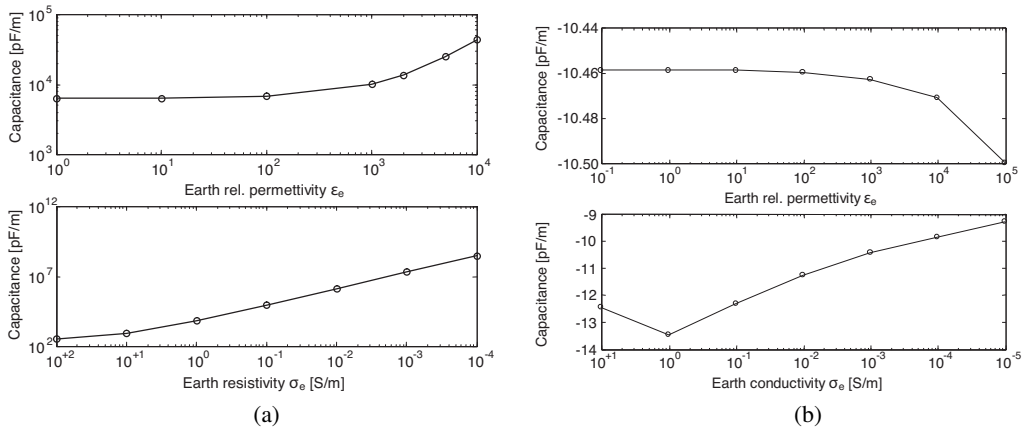 10^5
10^4
10^3
Capacitance [pF/m]
10^0 10^1 10^2 10^3 10^4
Earth rel. permettivity ε_e
10^12
10^7
10^2
Capacitance [pF/m]
10^+2 10^+1 10^0 10^-1 10^-2 10^-3 10^-4
Earth resistivity σ_e [S/m]
(a)
-10.44
-10.46
-10.48
-10.50
Capacitance [pF/m]
10^-1 10^0 10^1 10^2 10^3 10^4 10^5
Earth rel. permettivity ε_e
-9
-10
-11
-12
-13
-14
Capacitance [pF/m]
10^+1 10^0 10^-1 10^-2 10^-3 10^-4 10^-5
Earth conductivity σ_e [S/m]
(b)